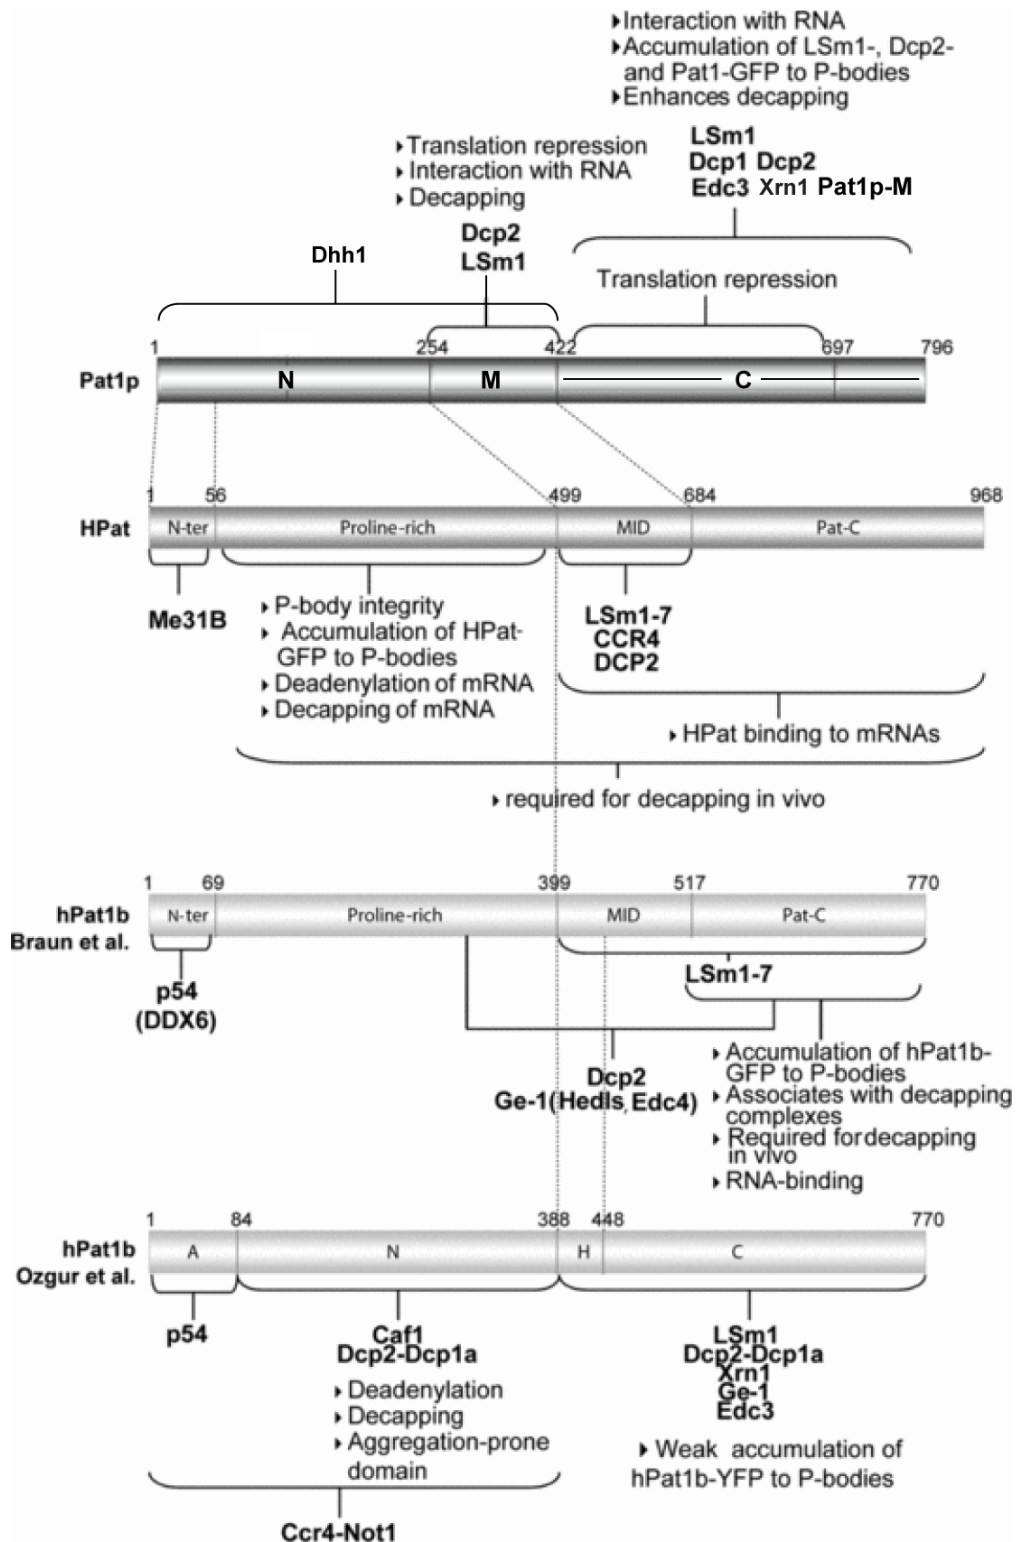 Interaction with RNA
Accumulation of LSm1-, Dcp2-
and Pat1-GFP to P-bodies
Enhances decapping
LSm1
Dcp1 Dcp2
Edc3 Xrn1 Pat1p-M
Translation repression
Interaction with RNA
Decapping
Dcp2
LSm1
Dhh1
Translation repression
1 254 422 697 796
Pat1p N M C
1 56 499 684 968
HPat N-ter Proline-rich MID Pat-C
Me31B
P-body integrity
Accumulation of HPat-
GFP to P-bodies
Deadenylation of mRNA
Decapping of mRNA
LSm1-7
CCR4
DCP2
HPat binding to mRNAs
required for decapping in vivo
1 69 399 517 770
hPat1b N-ter Proline-rich MID Pat-C
Braun et al.
p54
(DDX6)
LSm1-7
Dcp2
Ge-1(Hedls, Edc4)
Accumulation of hPat1b-
GFP to P-bodies
Associates with decapping
complexes
Required for decapping
in vivo
RNA-binding
1 84 388 448 770
hPat1b A N H C
Ozgur et al.
p54
Caf1
Dcp2-Dcp1a
Deadenylation
Decapping
Aggregation-prone
domain
LSm1
Dcp2-Dcp1a
Xrn1
Ge-1
Edc3
Weak accumulation of
hPat1b-YFP to P-bodies
Ccr4-Not1